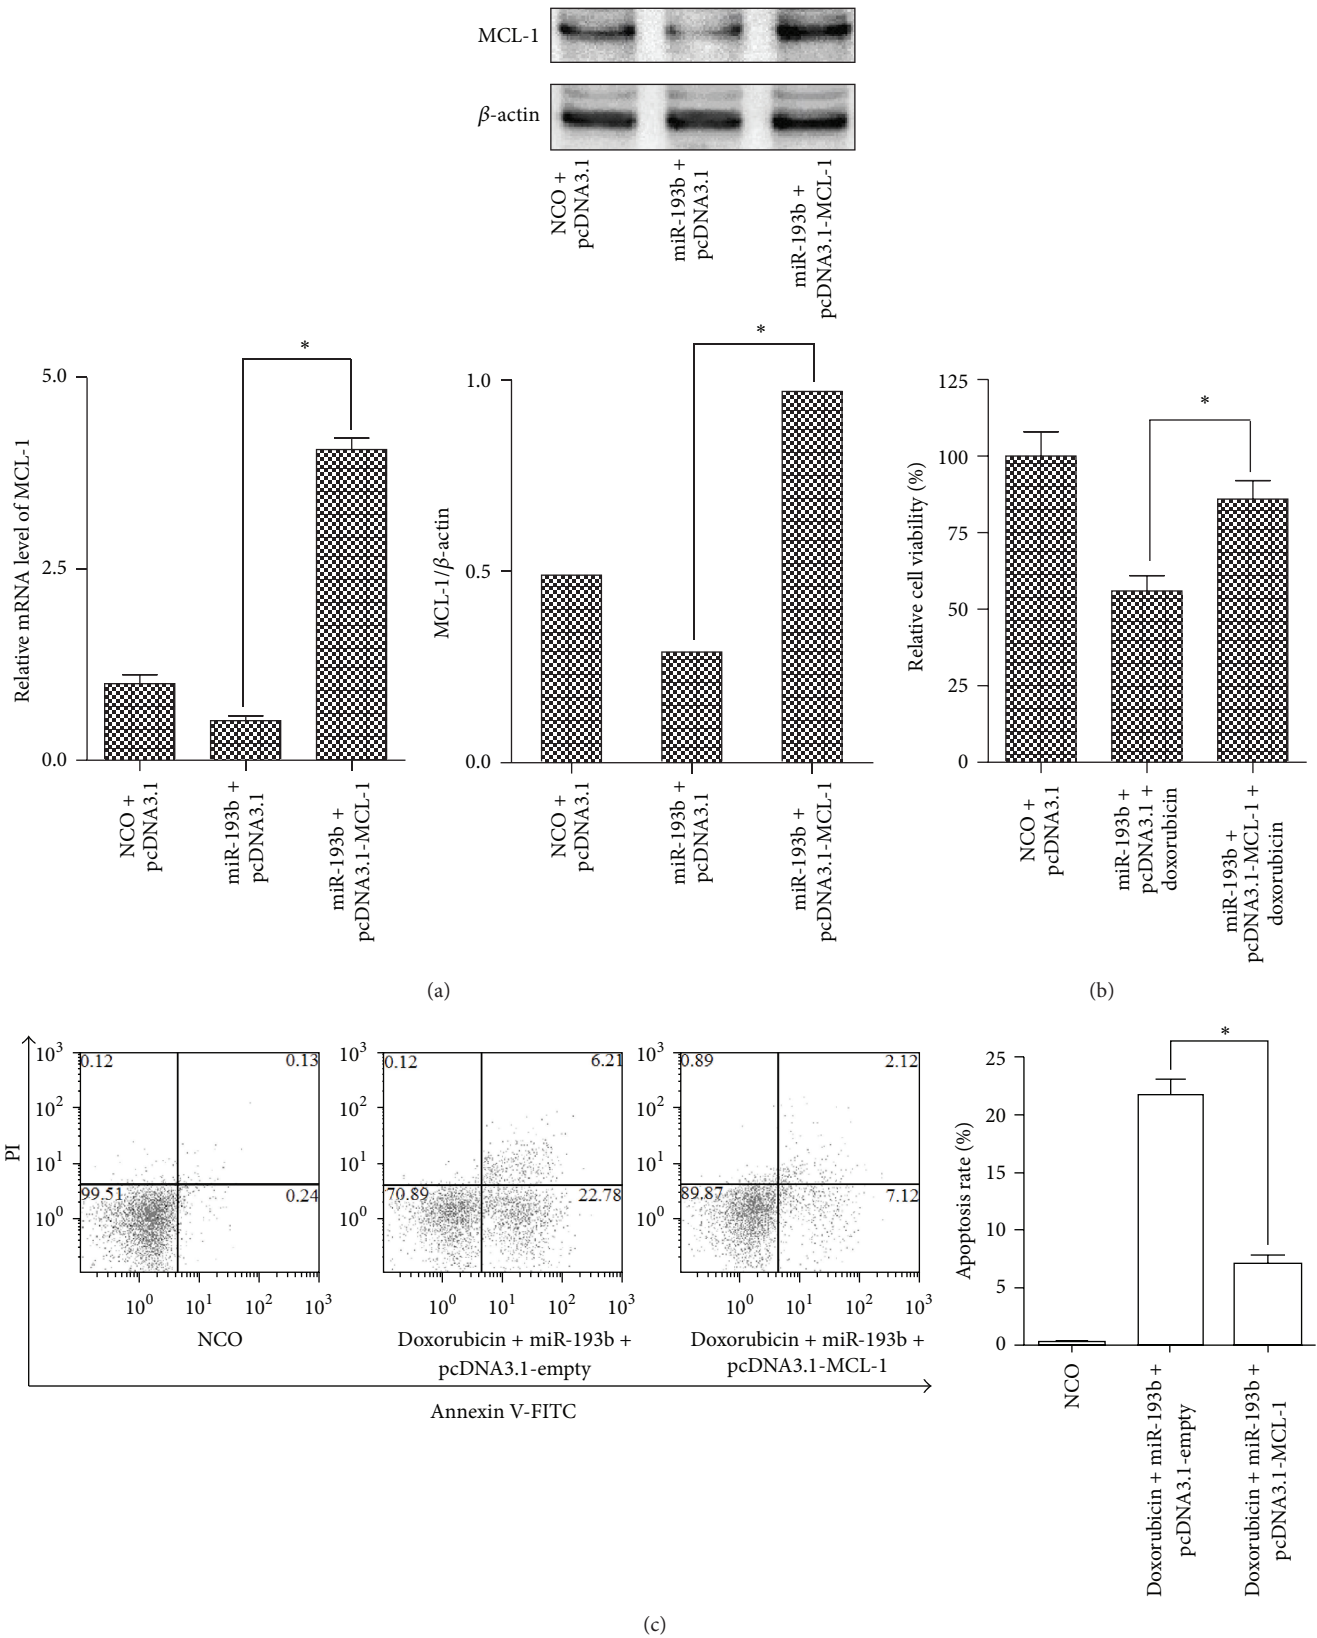 MCL-1
β-actin
NCO +
pcDNA3.1
miR-193b +
pcDNA3.1
miR-193b +
pcDNA3.1-MCL-1
Relative mRNA level of MCL-1
5.0
2.5
0.0
*
NCO +
pcDNA3.1
miR-193b +
pcDNA3.1
miR-193b +
pcDNA3.1-MCL-1
MCL-1/β-actin
1.0
0.5
0.0
*
NCO +
pcDNA3.1
miR-193b +
pcDNA3.1
miR-193b +
pcDNA3.1-MCL-1
(a)
Relative cell viability (%)
125
100
75
50
25
0
*
NCO +
pcDNA3.1
miR-193b +
pcDNA3.1 +
doxorubicin
miR-193b +
pcDNA3.1-MCL-1 +
doxorubicin
(b)
PI
10³
10²
10¹
10⁰
0.12
0.13
99.51
0.24
10⁰ 10¹ 10² 10³
NCO
10³
10²
10¹
10⁰
0.12
6.21
70.89
22.78
10⁰ 10¹ 10² 10³
Doxorubicin + miR-193b +
pcDNA3.1-empty
10³
10²
10¹
10⁰
0.89
2.12
89.87
7.12
10⁰ 10¹ 10² 10³
Doxorubicin + miR-193b +
pcDNA3.1-MCL-1
Annexin V-FITC
Apoptosis rate (%)
25
20
15
10
5
0
*
NCO
Doxorubicin + miR-193b +
pcDNA3.1-empty
Doxorubicin + miR-193b +
pcDNA3.1-MCL-1
(c)